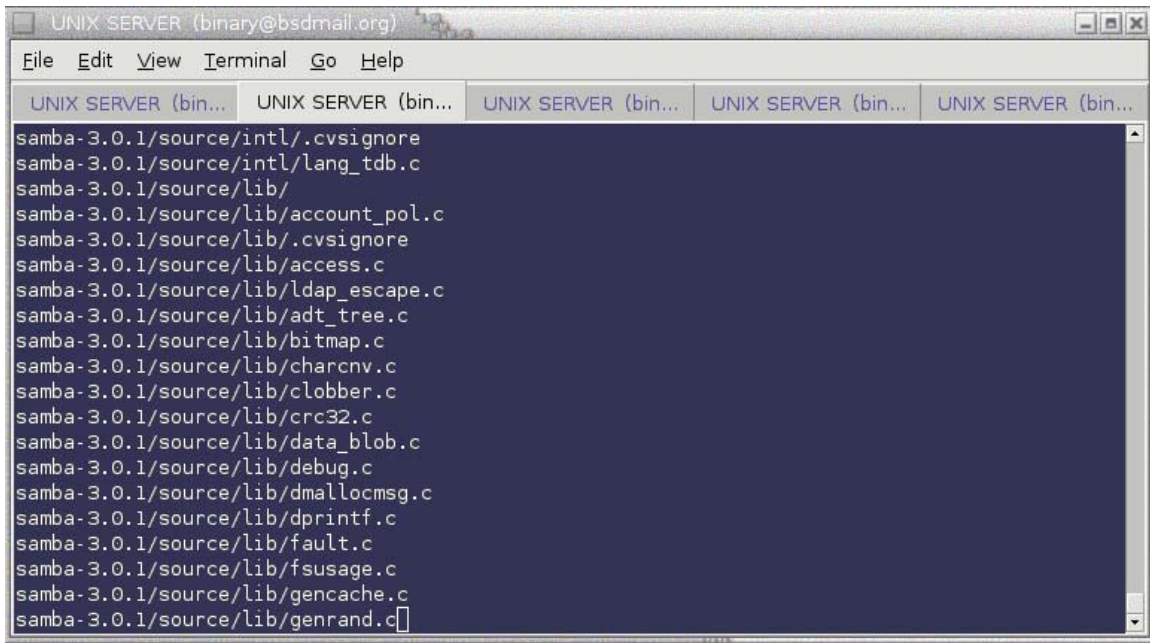 UNIX SERVER (binary@bsdmail.org)
File Edit View Terminal Go Help
UNIX SERVER (bin... UNIX SERVER (bin... UNIX SERVER (bin... UNIX SERVER (bin... UNIX SERVER (bin...
samba-3.0.1/source/intl/.cvsignore
samba-3.0.1/source/intl/lang_tdb.c
samba-3.0.1/source/lib/
samba-3.0.1/source/lib/account_pol.c
samba-3.0.1/source/lib/.cvsignore
samba-3.0.1/source/lib/access.c
samba-3.0.1/source/lib/ldap_escape.c
samba-3.0.1/source/lib/adt_tree.c
samba-3.0.1/source/lib/bitmap.c
samba-3.0.1/source/lib/charcnv.c
samba-3.0.1/source/lib/clobber.c
samba-3.0.1/source/lib/crc32.c
samba-3.0.1/source/lib/data_blob.c
samba-3.0.1/source/lib/debug.c
samba-3.0.1/source/lib/dmallocmsg.c
samba-3.0.1/source/lib/dprintf.c
samba-3.0.1/source/lib/fault.c
samba-3.0.1/source/lib/fsusage.c
samba-3.0.1/source/lib/gencache.c
samba-3.0.1/source/lib/genrand.c